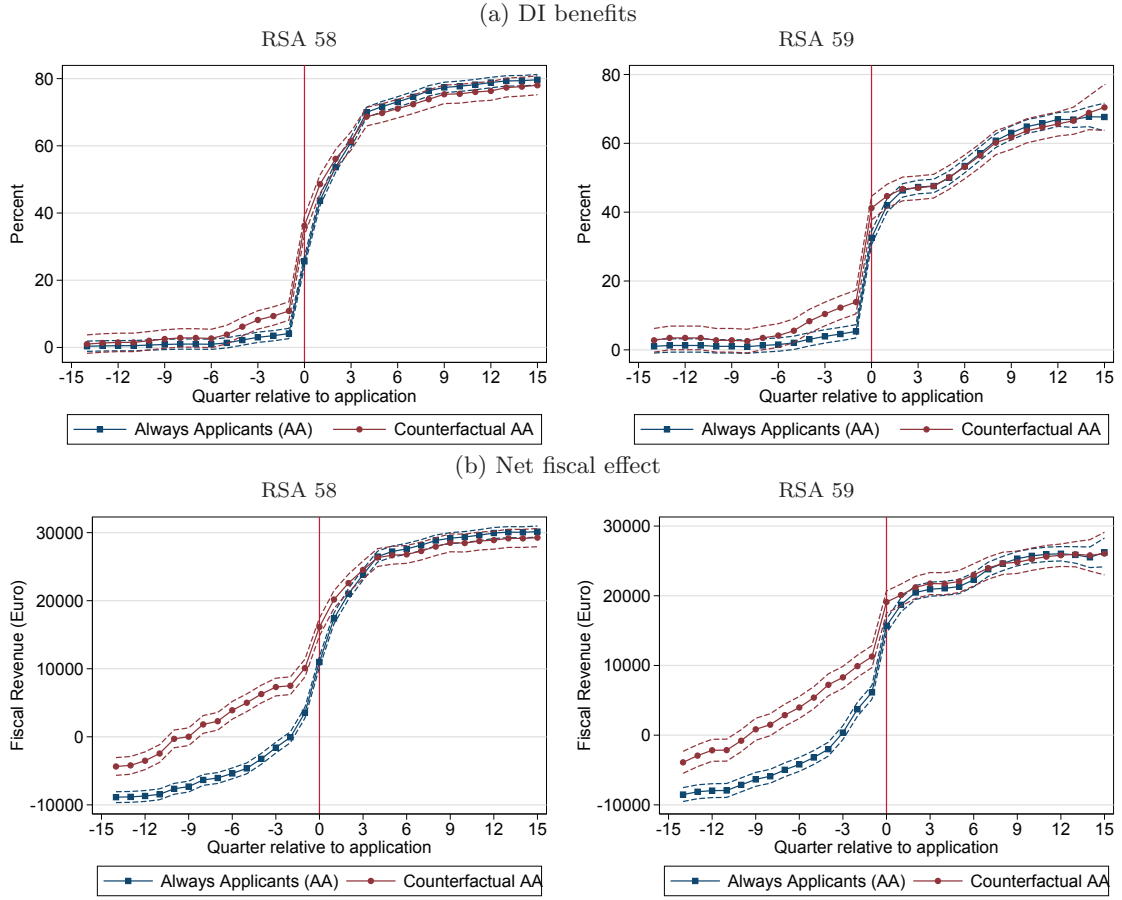 (a) DI benefits
RSA 58
RSA 59
80
60
40
20
0
Percent
-15 -12 -9 -6 -3 0 3 6 9 12 15
Quarter relative to application
Always Applicants (AA) Counterfactual AA
80
60
40
20
0
Percent
-15 -12 -9 -6 -3 0 3 6 9 12 15
Quarter relative to application
Always Applicants (AA) Counterfactual AA
(b) Net fiscal effect
RSA 58
RSA 59
30000
20000
10000
0
-10000
Fiscal Revenue (Euro)
-15 -12 -9 -6 -3 0 3 6 9 12 15
Quarter relative to application
Always Applicants (AA) Counterfactual AA
30000
20000
10000
0
-10000
Fiscal Revenue (Euro)
-15 -12 -9 -6 -3 0 3 6 9 12 15
Quarter relative to application
Always Applicants (AA) Counterfactual AA